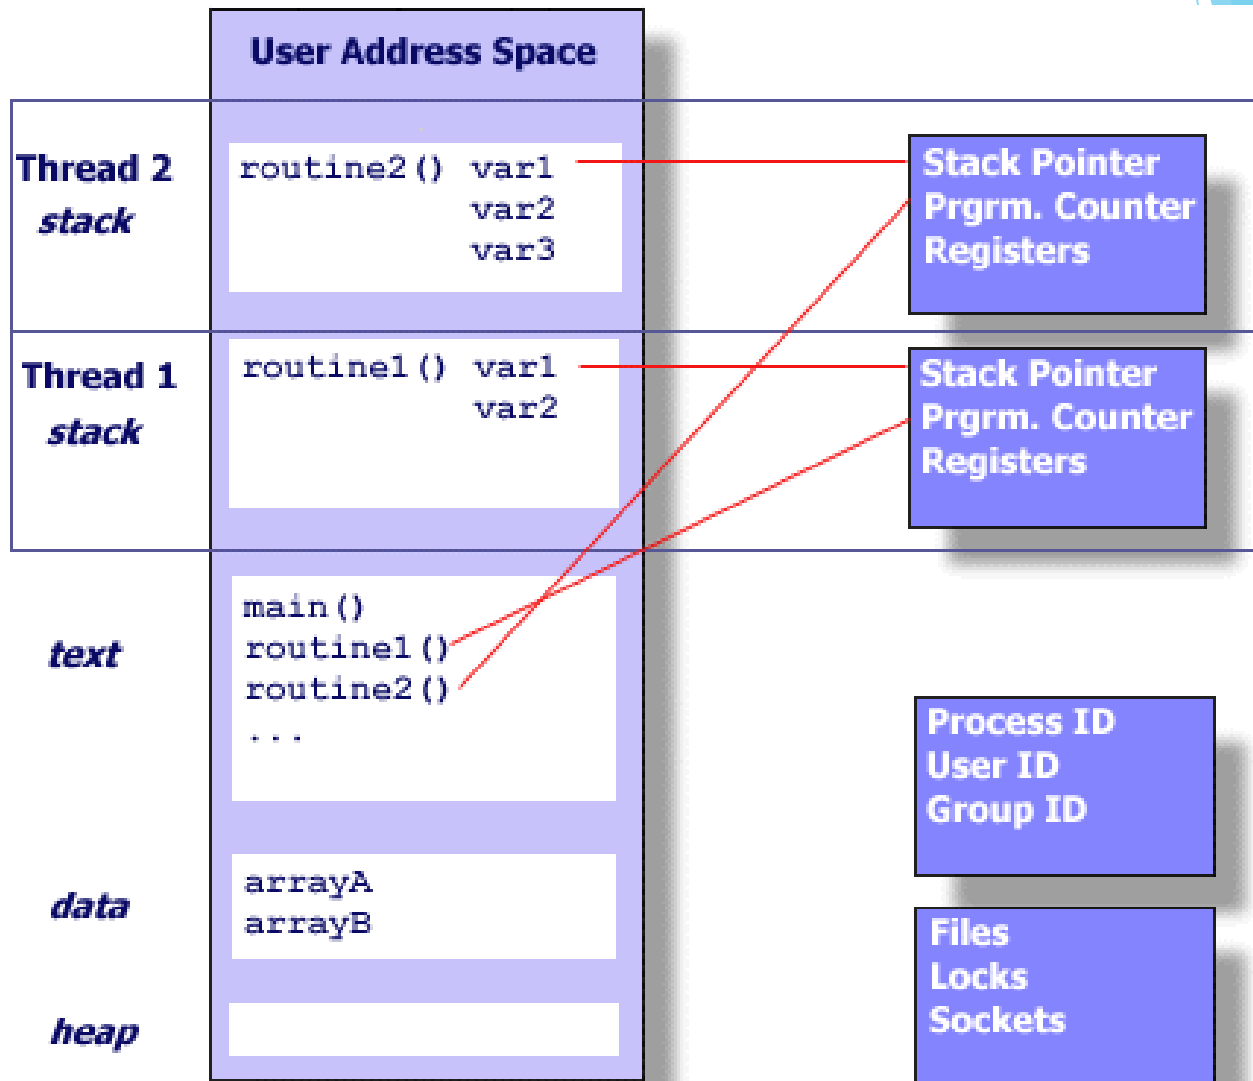 User Address Space
Thread 2
stack
routine2() var1
var2
var3
Stack Pointer
Prgrm. Counter
Registers
Thread 1
stack
routine1() var1
var2
Stack Pointer
Prgrm. Counter
Registers
text
main()
routine1()
routine2()
...
Process ID
User ID
Group ID
data
arrayA
arrayB
Files
Locks
Sockets
heap